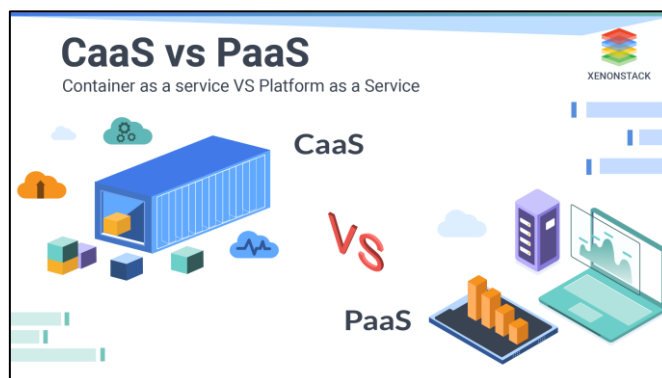 CaaS vs PaaS
Container as a service VS Platform as a Service
XENONSTACK
CaaS
VS
PaaS